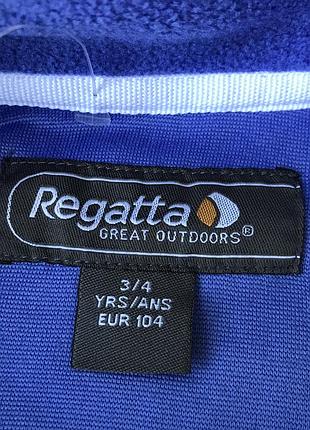 Regatta
GREAT OUTDOORS®
3/4
YRS/ANS
EUR 104